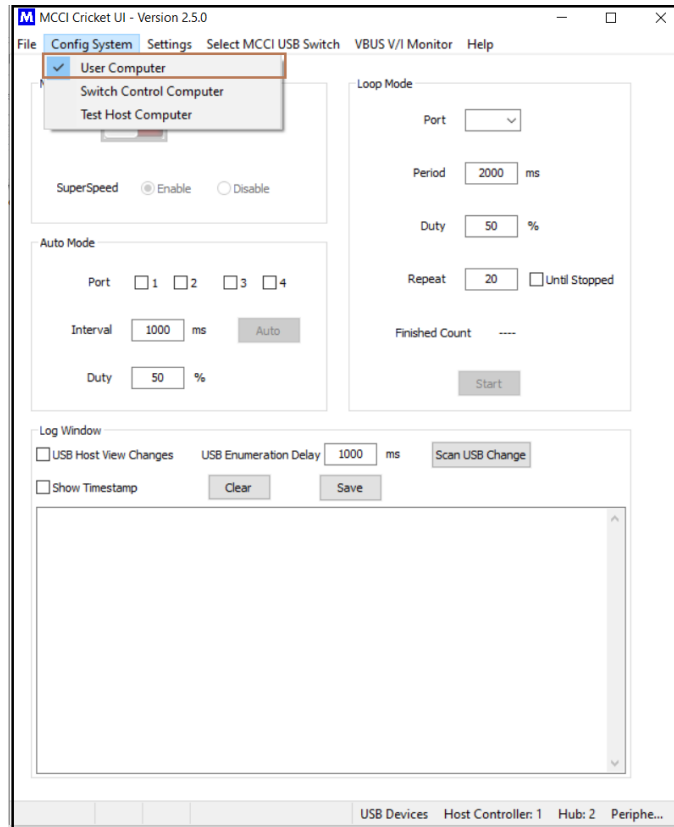 MCCI Cricket UI - Version 2.5.0
File Config System Settings Select MCCI USB Switch VBUS V/I Monitor Help
User Computer
Switch Control Computer
Test Host Computer
SuperSpeed Enable Disable
Loop Mode
Port
Period 2000 ms
Duty 50 %
Repeat 20 Until Stopped
Finished Count ----
Start
Auto Mode
Port 1 2 3 4
Interval 1000 ms Auto
Duty 50 %
Log Window
USB Host View Changes USB Enumeration Delay 1000 ms Scan USB Change
Show Timestamp Clear Save
USB Devices Host Controller: 1 Hub: 2 Periphe...